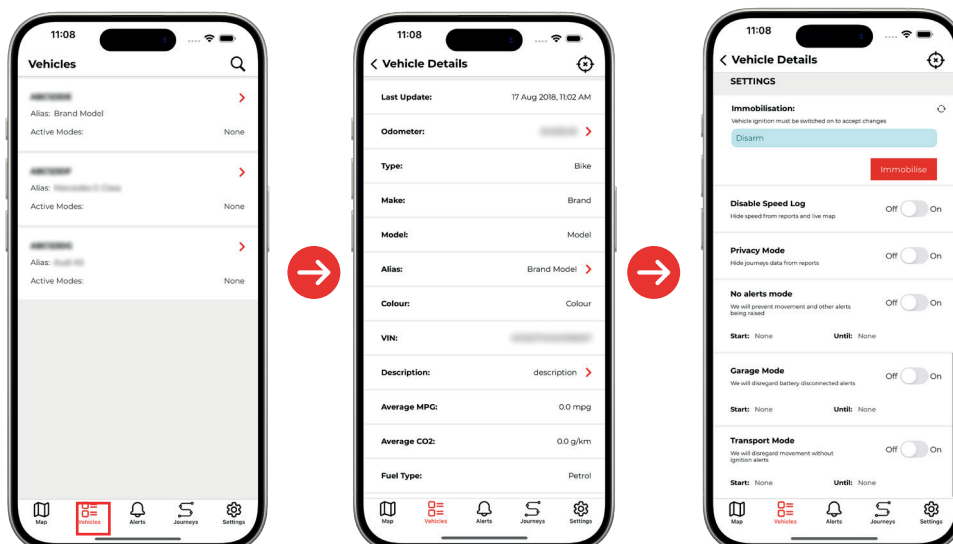 11:08
Vehicles
Alias: Brand Model
Active Modes: None
Alias:
Active Modes: None
Alias:
Active Modes: None
Map Vehicles Alerts Journeys Settings
11:08
Vehicle Details
Last Update: 17 Aug 2018, 11:02 AM
Odometer:
Type: Bike
Make: Brand
Model: Model
Alias: Brand Model
Colour: Colour
VIN:
Description: description
Average MPG: 0.0 mpg
Average CO2: 0.0 g/km
Fuel Type: Petrol
Map Vehicles Alerts Journeys Settings
11:08
Vehicle Details
SETTINGS
Immobilisation:
Vehicle ignition must be switched on to accept changes
Disarm
Immobilise
Disable Speed Log
Off On
Hide speed from reports and live map
Privacy Mode
Off On
Hide journeys data from reports
No alerts mode
Off On
We will prevent movement and other alerts
being raised
Start: None Until: None
Garage Mode
Off On
We will disregard battery disconnected alerts
Start: None Until: None
Transport Mode
Off On
We will disregard movement without
ignition alerts
Start: None Until: None
Map Vehicles Alerts Journeys Settings